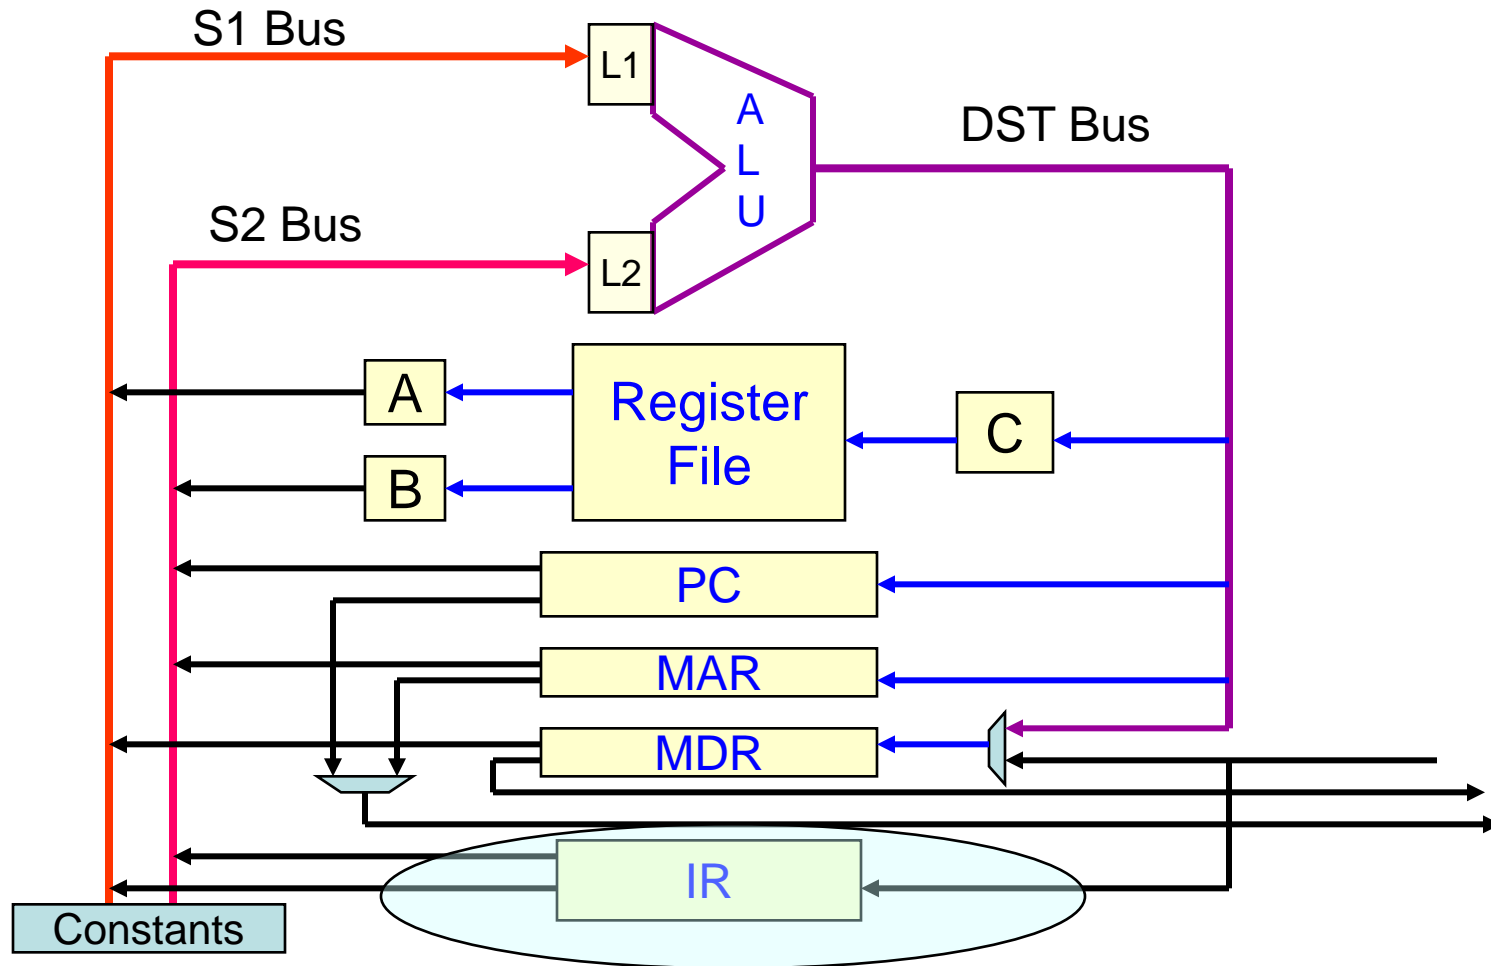 S1 Bus
L1
A
L
U
DST Bus
S2 Bus
L2
A
Register
File
C
B
PC
MAR
MDR
IR
Constants